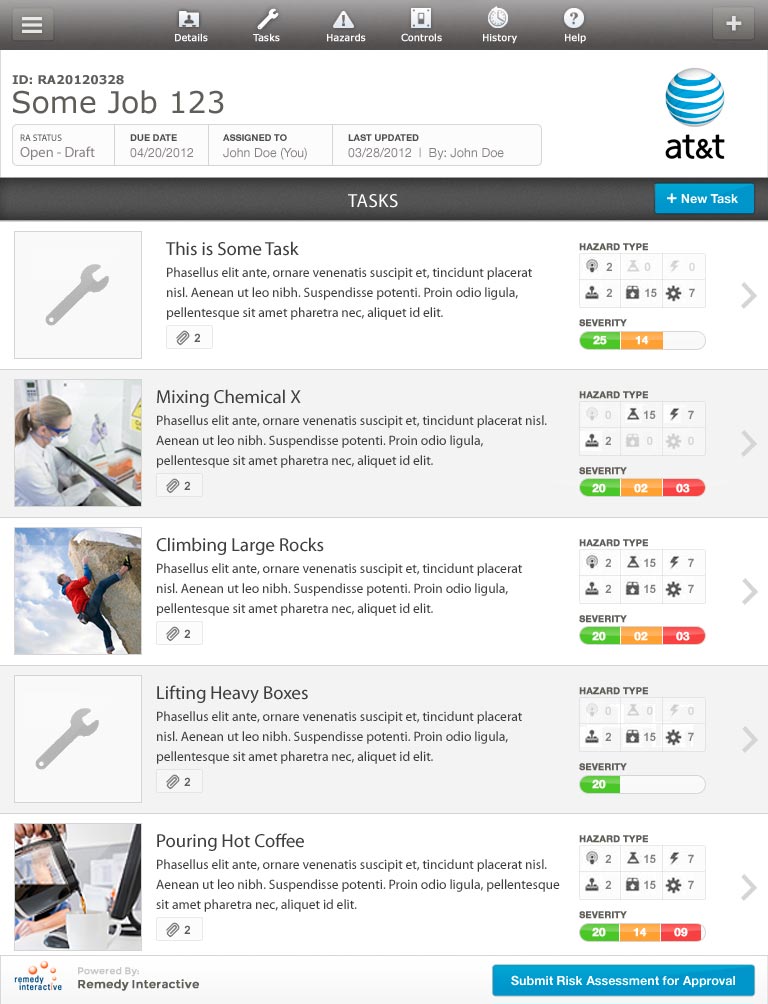 Details Tasks Hazards Controls History Help
ID: RA20120328
Some Job 123
at&t
RA STATUS DUE DATE ASSIGNED TO LAST UPDATED
Open - Draft 04/20/2012 John Doe (You) 03/28/2012 | By: John Doe
TASKS
+ New Task
This is Some Task
Phasellus elit ante, ornare venenatis suscipit et, tincidunt placerat
nisl. Aenean ut leo nibh. Suspendisse potenti. Proin odio ligula,
pellentesque sit amet pharetra nec, aliquet id elit.
2
HAZARD TYPE
2 0 0
2 15 7
SEVERITY
25 14
Mixing Chemical X
Phasellus elit ante, ornare venenatis suscipit et, tincidunt placerat nisl.
Aenean ut leo nibh. Suspendisse potenti. Proin odio ligula,
pellentesque sit amet pharetra nec, aliquet id elit.
2
HAZARD TYPE
0 15 7
2 0 0
SEVERITY
20 02 03
Climbing Large Rocks
Phasellus elit ante, ornare venenatis suscipit et, tincidunt placerat
nisl. Aenean ut leo nibh. Suspendisse potenti. Proin odio ligula,
pellentesque sit amet pharetra nec, aliquet id elit.
2
HAZARD TYPE
2 15 7
2 15 7
SEVERITY
20 02 03
Lifting Heavy Boxes
Phasellus elit ante, ornare venenatis suscipit et, tincidunt placerat
nisl. Aenean ut leo nibh. Suspendisse potenti. Proin odio ligula,
pellentesque sit amet pharetra nec, aliquet id elit.
2
HAZARD TYPE
0 0 0
2 15 7
SEVERITY
20
Pouring Hot Coffee
Phasellus elit ante, ornare venenatis suscipit et, tincidunt placerat nisl.
Aenean ut leo nibh. Suspendisse potenti. Proin odio ligula, pellentesque
sit amet pharetra nec, aliquet id elit.
2
HAZARD TYPE
2 15 7
2 15 7
SEVERITY
20 14 09
remedy
interactive
Powered By:
Remedy Interactive
Submit Risk Assessment for Approval